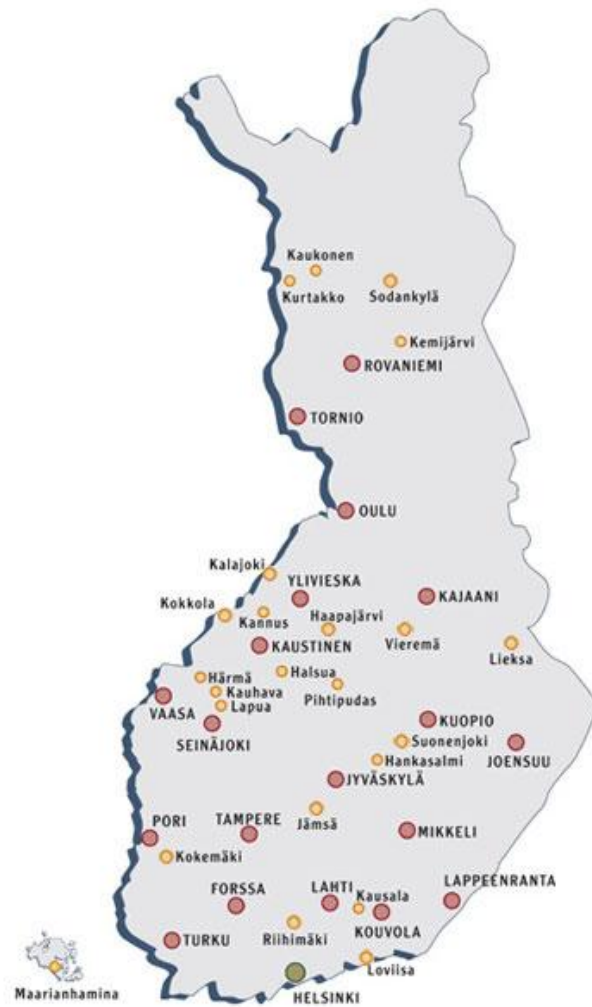 Kaukonen
Kurtakko
Sodankylä
Kemijärvi
ROVANIEMI
TORNIO
OULU
Kalajoki
YLIVIESKA
KAJAANI
Kokkola
Kannus
Haapajärvi
Vieremä
KAUSTINEN
Lieksa
Halsua
Härmä
Kauhava
Pihtipudas
Lapua
VAASA
SEINÄJOKI
KUOPIO
Suonenjoki
JOENSUU
Hankasalmi
JYVÄSKYLÄ
Jämsä
PORI
TAMPERE
MIKKELI
Kokemäki
FORSSA
LAHTI
Kausala
LAPPEENRANTA
KOUVOLA
Riihimäki
TURKU
Loviisa
Maarianhamina
HELSINKI